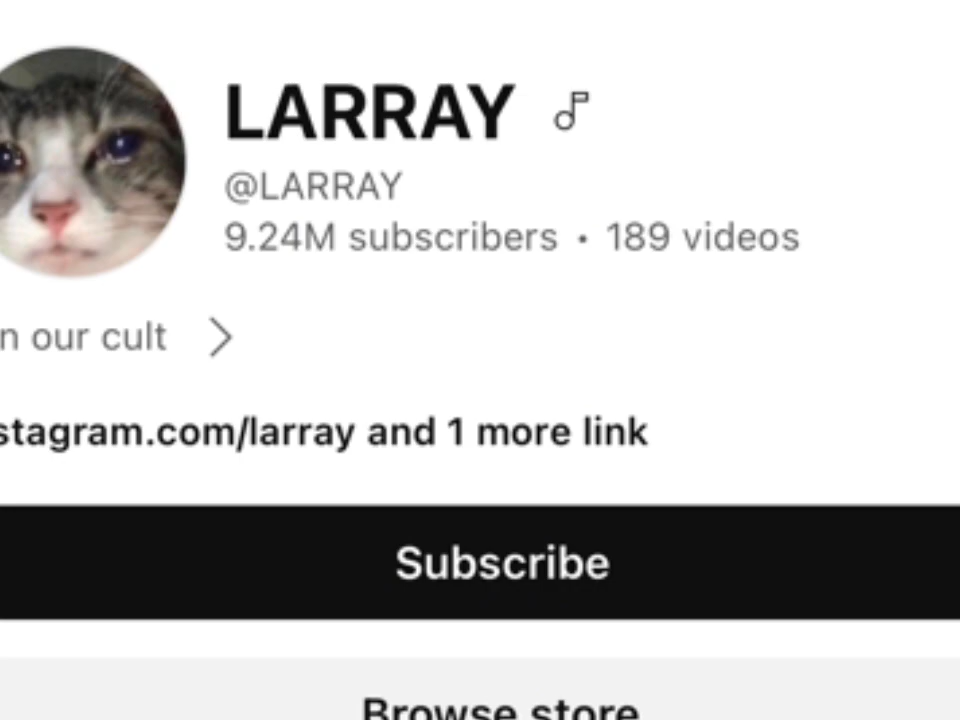 LARRAY
@LARRAY
9.24M subscribers • 189 videos
n our cult
stagram.com/larray and 1 more link
Subscribe
Browse store